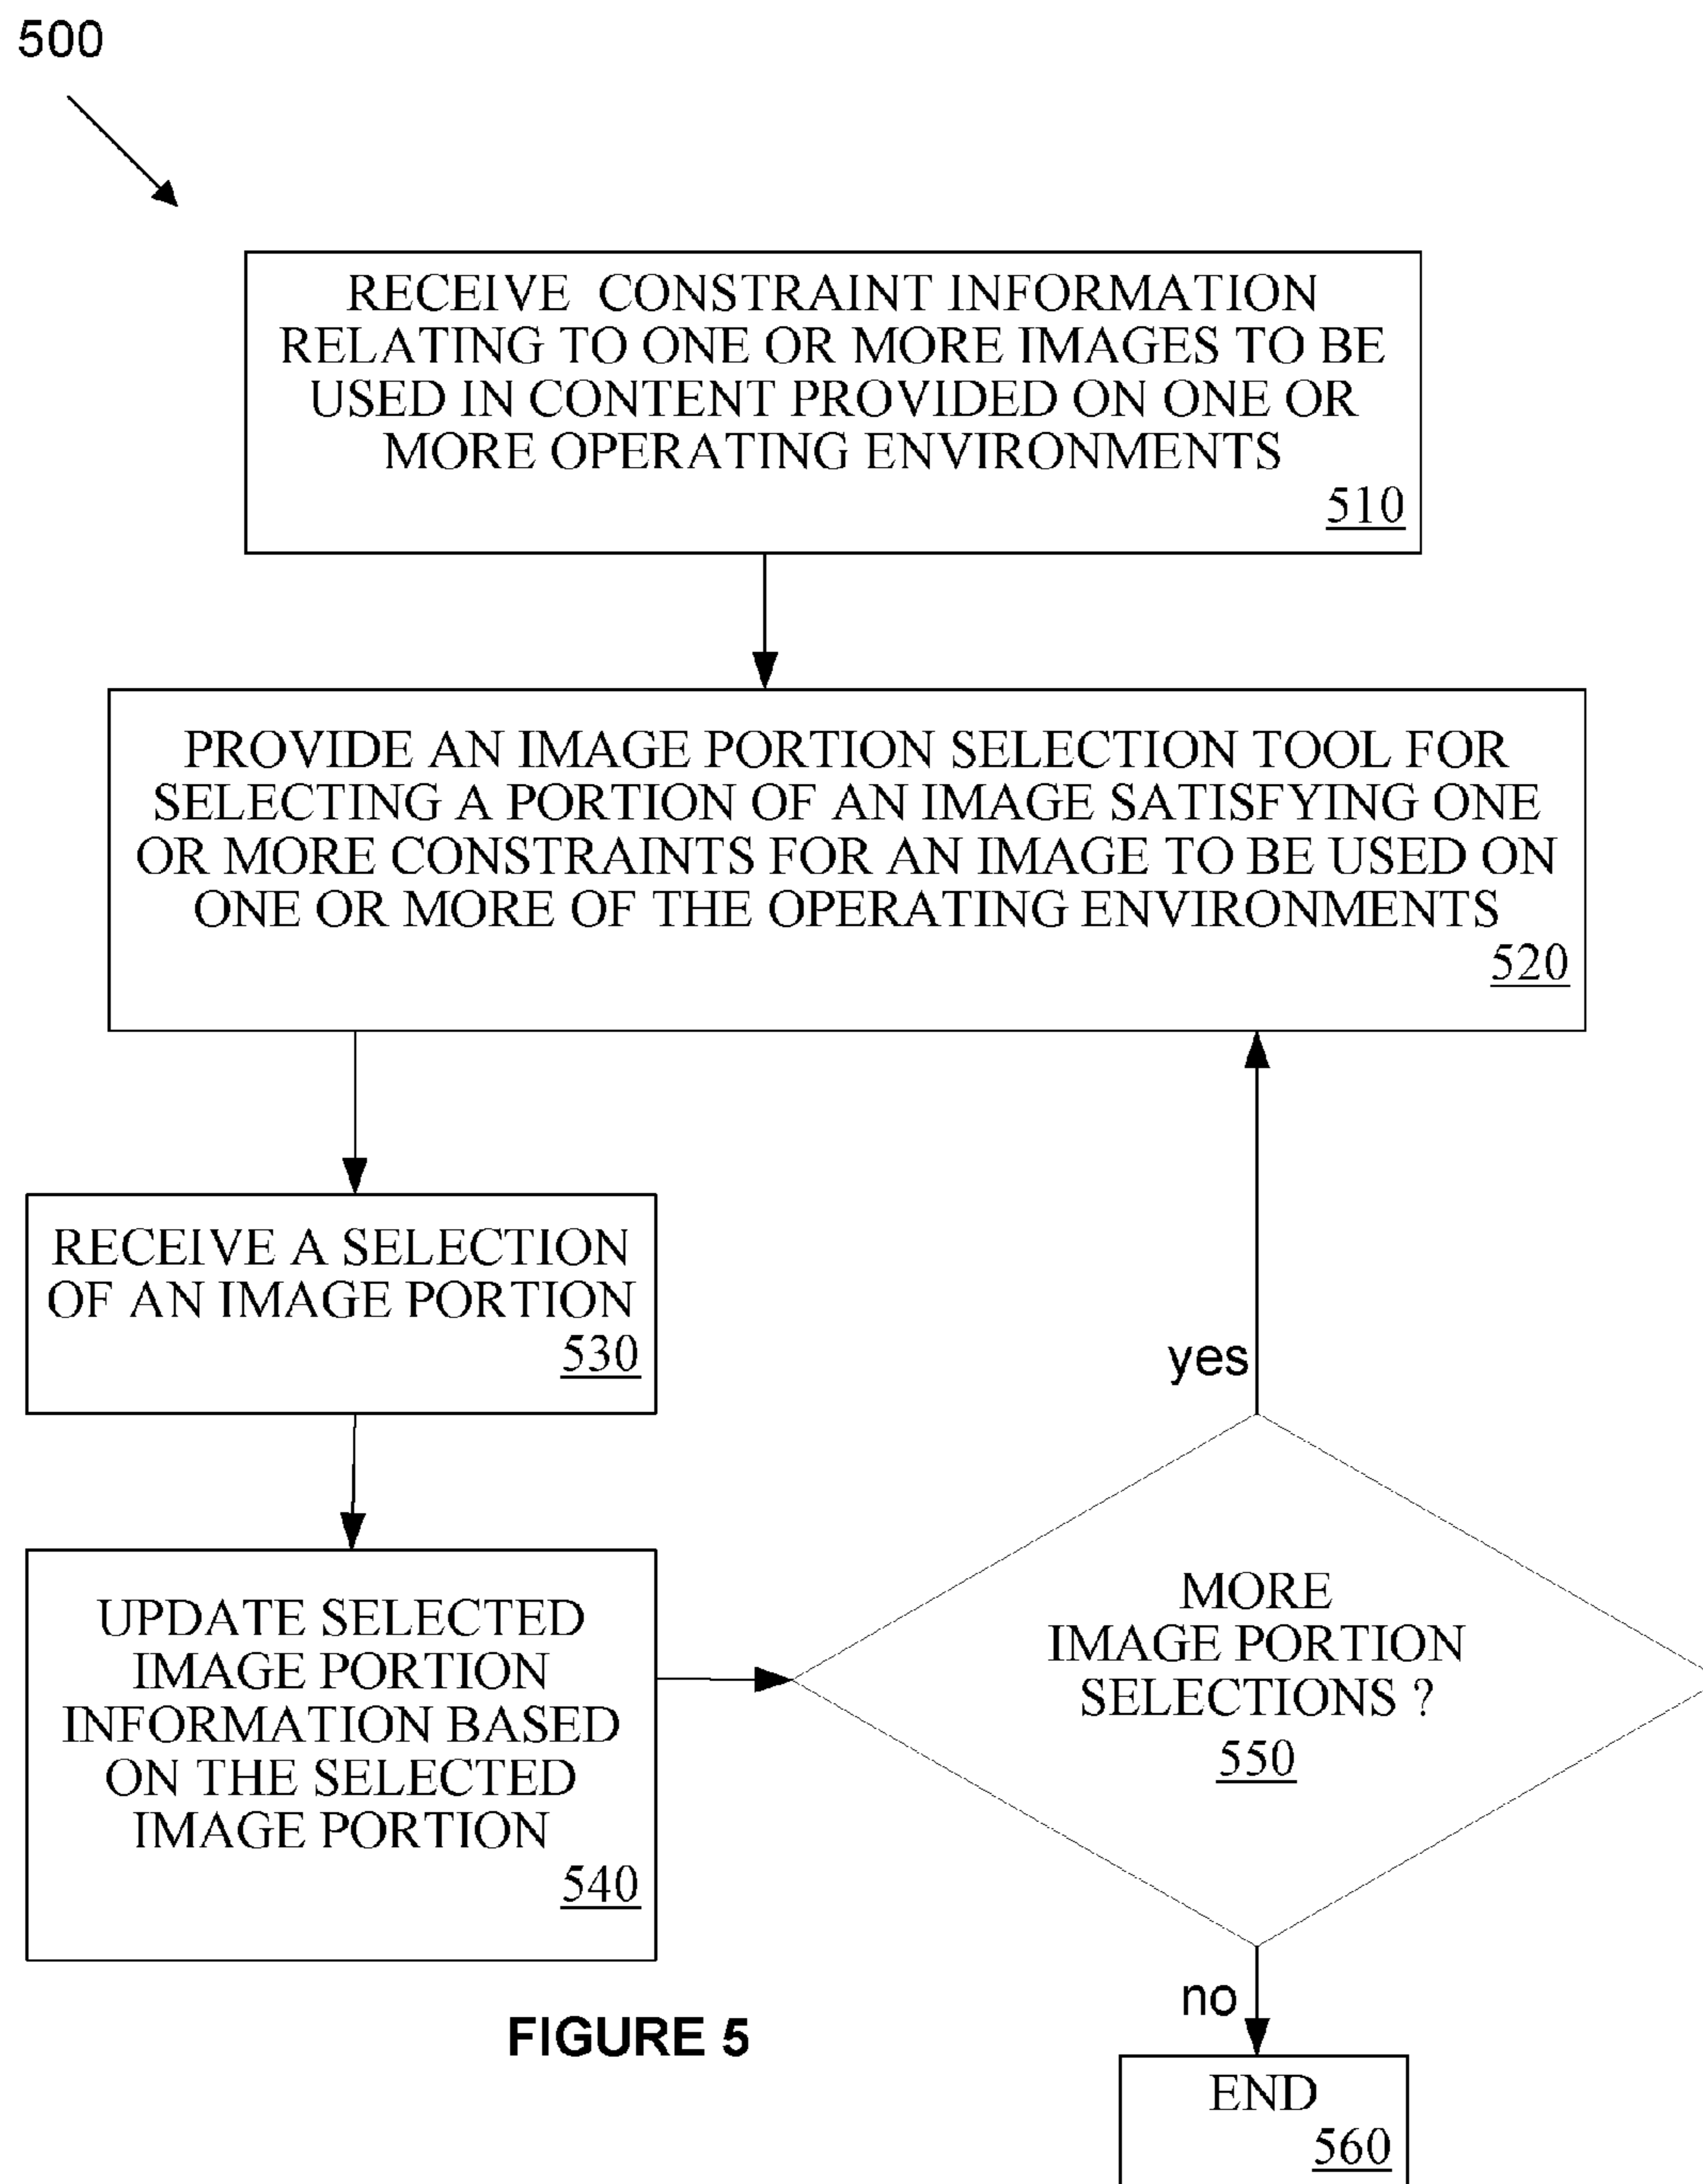 500
RECEIVE CONSTRAINT INFORMATION
RELATING TO ONE OR MORE IMAGES TO BE
USED IN CONTENT PROVIDED ON ONE OR
MORE OPERATING ENVIRONMENTS
510
PROVIDE AN IMAGE PORTION SELECTION TOOL FOR
SELECTING A PORTION OF AN IMAGE SATISFYING ONE
OR MORE CONSTRAINTS FOR AN IMAGE TO BE USED ON
ONE OR MORE OF THE OPERATING ENVIRONMENTS
520
RECEIVE A SELECTION
OF AN IMAGE PORTION
530
UPDATE SELECTED
IMAGE PORTION
INFORMATION BASED
ON THE SELECTED
IMAGE PORTION
540
yes
MORE
IMAGE PORTION
SELECTIONS ?
550
no
END
560
FIGURE 5